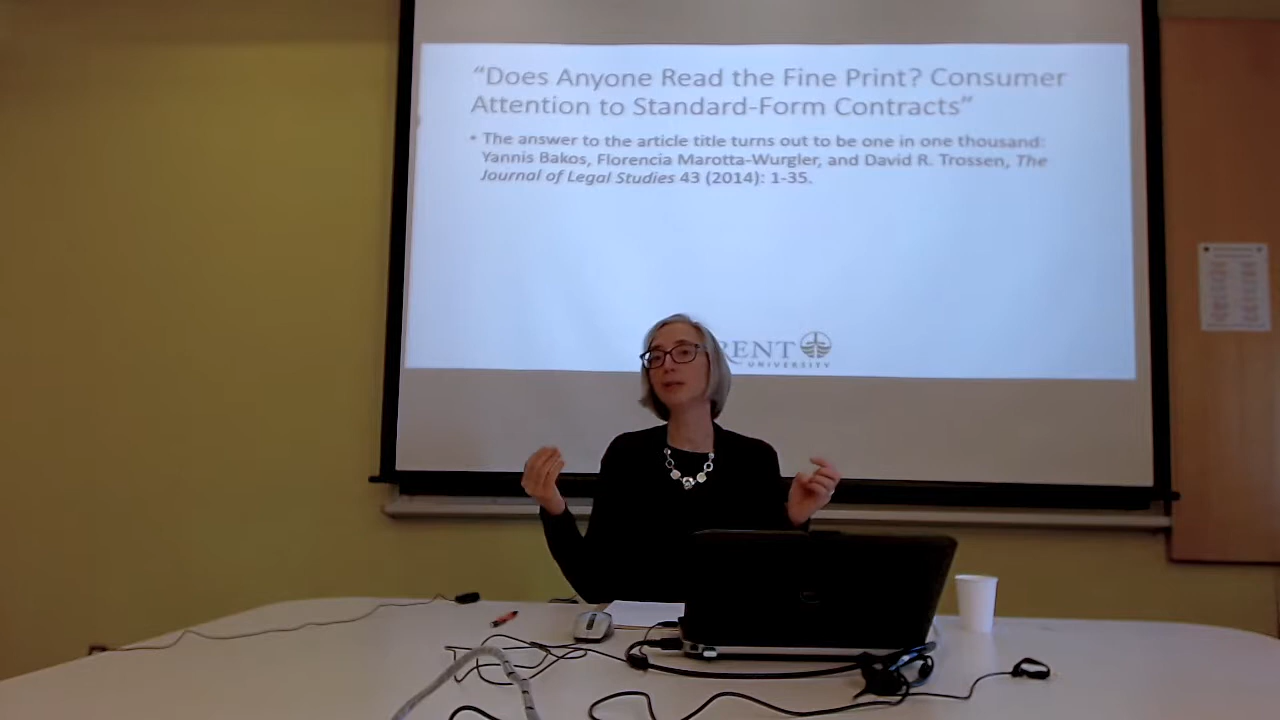 “Does Anyone Read the Fine Print? Consumer
Attention to Standard-Form Contracts”
• The answer to the article title turns out to be one in one thousand:
Yannis Bakos, Florencia Marotta-Wurgler, and David R. Trossen, The
Journal of Legal Studies 43 (2014): 1-35.
RENT
UNIVERSITY